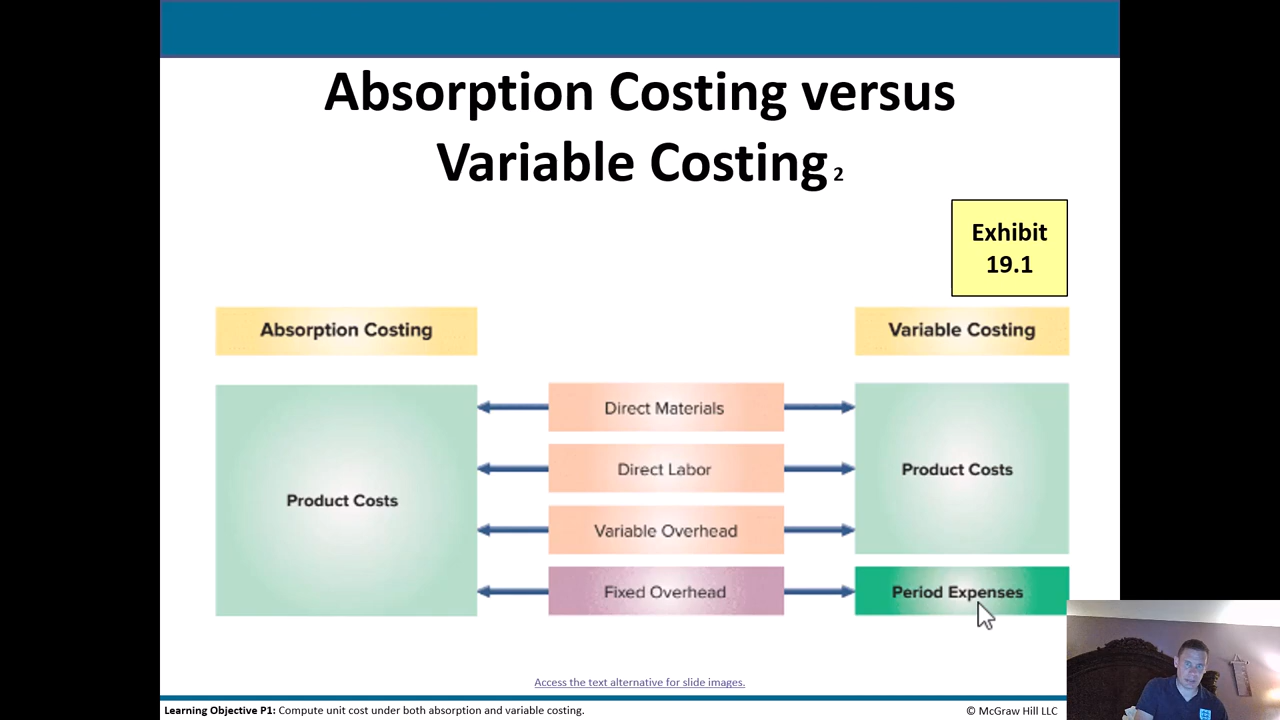 Absorption Costing versus
Variable Costing 2
Exhibit
19.1
Absorption Costing
Variable Costing
Product Costs
Direct Materials
Direct Labor
Variable Overhead
Fixed Overhead
Product Costs
Period Expenses
Access the text alternative for slide images.
Learning Objective P1: Compute unit cost under both absorption and variable costing.
© McGraw Hill LLC